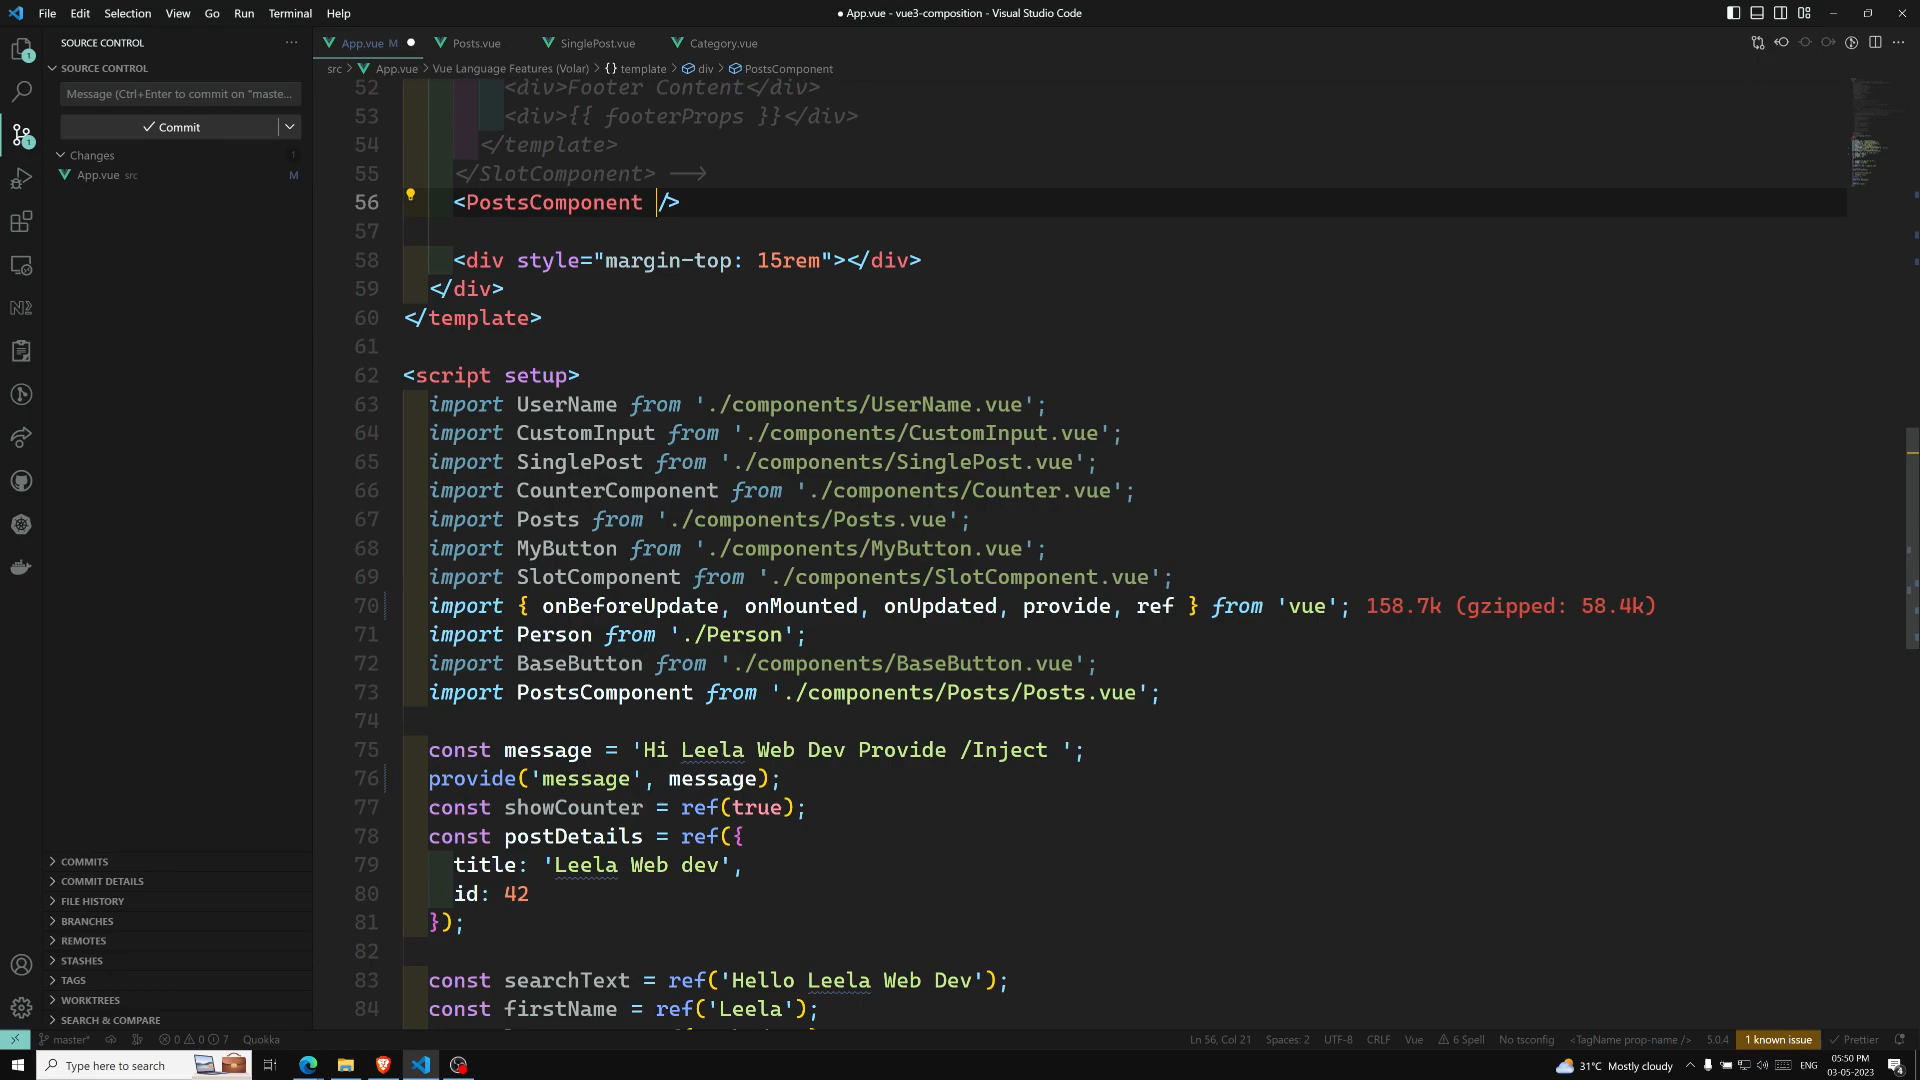 File Edit Selection View Go Run Terminal Help
● App.vue - vue3-composition - Visual Studio Code
SOURCE CONTROL
App.vue M
Posts.vue
SinglePost.vue
Category.vue
SOURCE CONTROL
src > App.vue > Vue Language Features (Volar) > {} template > div > PostsComponent
Message (Ctrl+Enter to commit on "maste...
Commit
Changes 1
App.vue src M
52 <div>Footer Content</div>
53 <div>{{ footerProps }}</div>
54 </template>
55 </SlotComponent> -->
56 <PostsComponent />
57
58 <div style="margin-top: 15rem"></div>
59 </div>
60 </template>
61
62 <script setup>
63 import UserName from './components/UserName.vue';
64 import CustomInput from './components/CustomInput.vue';
65 import SinglePost from './components/SinglePost.vue';
66 import CounterComponent from './components/Counter.vue';
67 import Posts from './components/Posts.vue';
68 import MyButton from './components/MyButton.vue';
69 import SlotComponent from './components/SlotComponent.vue';
70 import { onBeforeUpdate, onMounted, onUpdated, provide, ref } from 'vue'; 158.7k (gzipped: 58.4k)
71 import Person from './Person';
72 import BaseButton from './components/BaseButton.vue';
73 import PostsComponent from './components/Posts/Posts.vue';
74
75 const message = 'Hi Leela Web Dev Provide /Inject ';
76 provide('message', message);
77 const showCounter = ref(true);
78 const postDetails = ref({
79 title: 'Leela Web dev',
80 id: 42
81 });
82
83 const searchText = ref('Hello Leela Web Dev');
84 const firstName = ref('Leela');
COMMITS
COMMIT DETAILS
FILE HISTORY
BRANCHES
REMOTES
STASHES
TAGS
WORKTREES
SEARCH & COMPARE
master* 0 0 7 Quokka
Ln 56, Col 21 Spaces: 2 UTF-8 CRLF Vue 6 Spell No tsconfig <TagName prop-name /> 5.0.4 1 known issue Prettier
Type here to search
31°C Mostly cloudy
ENG
05:50 PM
03-05-2023
4